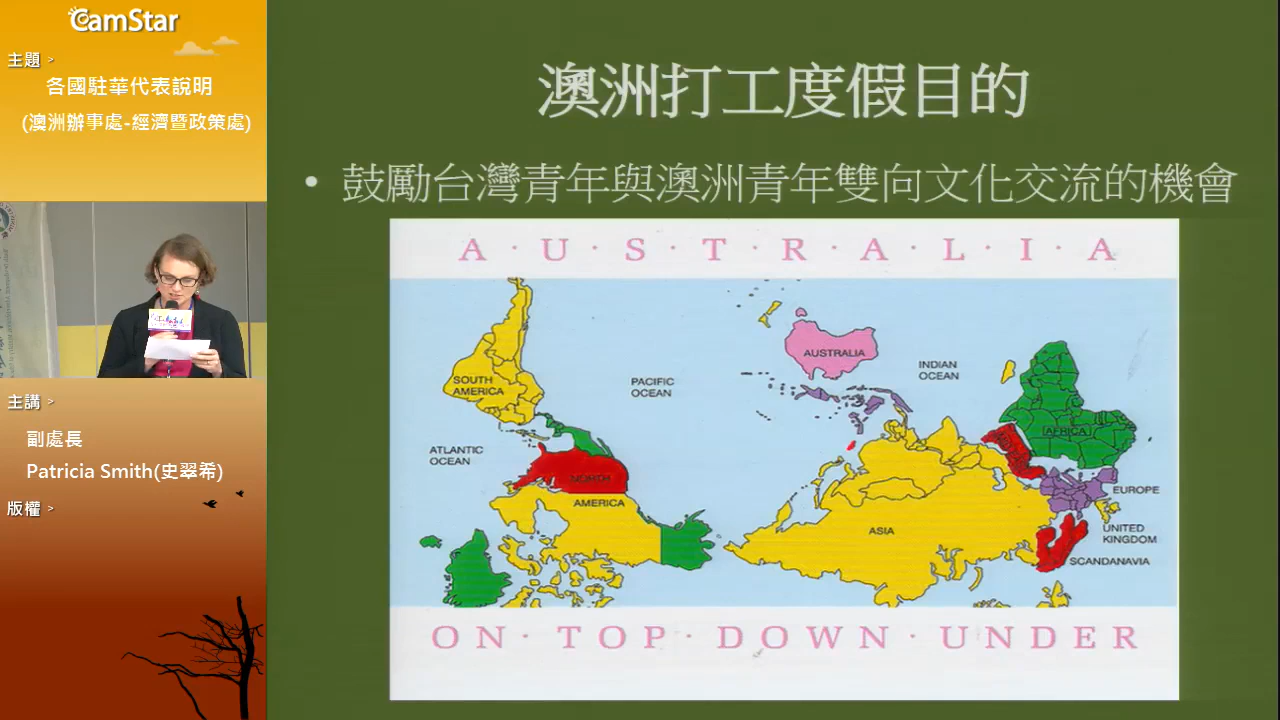 CamStar
主題 >
各國駐華代表說明
(澳洲辦事處-經濟暨政策處)
主講 >
副處長
Patricia Smith(史翠希)
版權 >
澳洲打工度假目的
• 鼓勵台灣青年與澳洲青年雙向文化交流的機會
A·U·S·T·R·A·L·I·A
SOUTH
AMERICA
PACIFIC
OCEAN
AUSTRALIA
INDIAN
OCEAN
ATLANTIC
OCEAN
AFRICA
NORTH
AMERICA
EUROPE
ASIA
UNITED
KINGDOM
SCANDANAVIA
ON·TOP·DOWN·UNDER